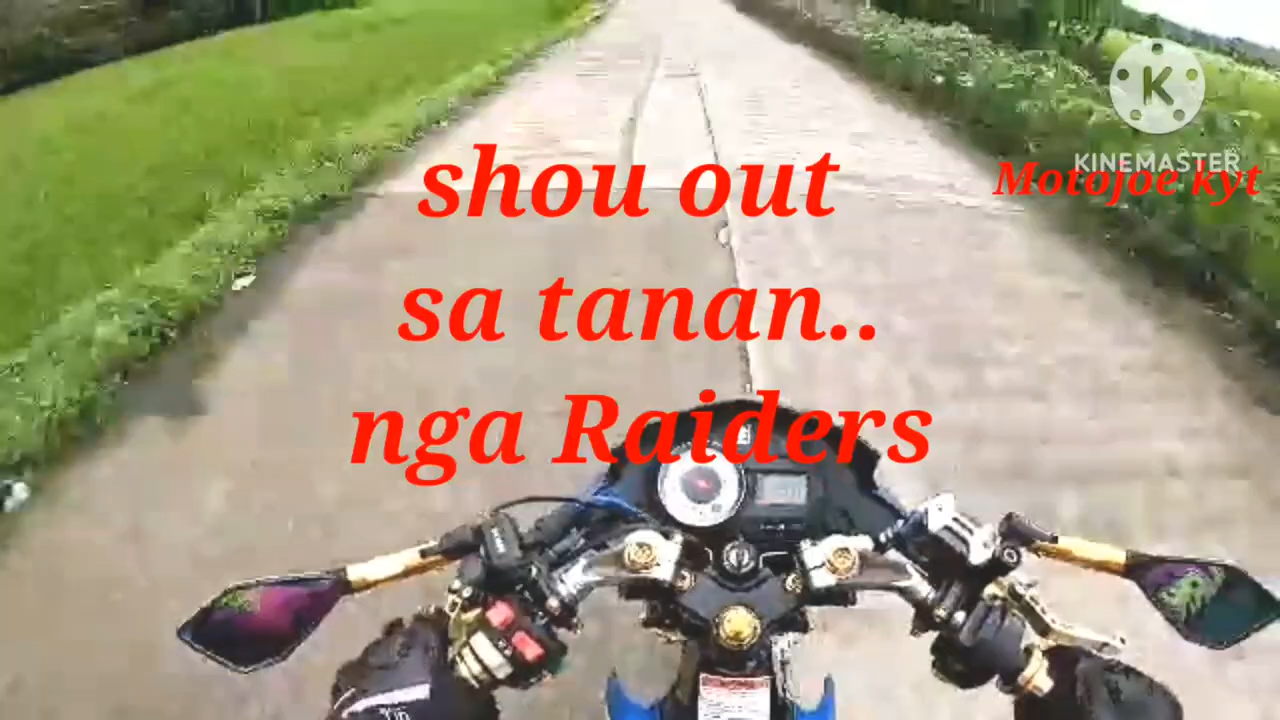 shou out
sa tanan..
nga Raiders
KINEMASTER
Motojoe kyt